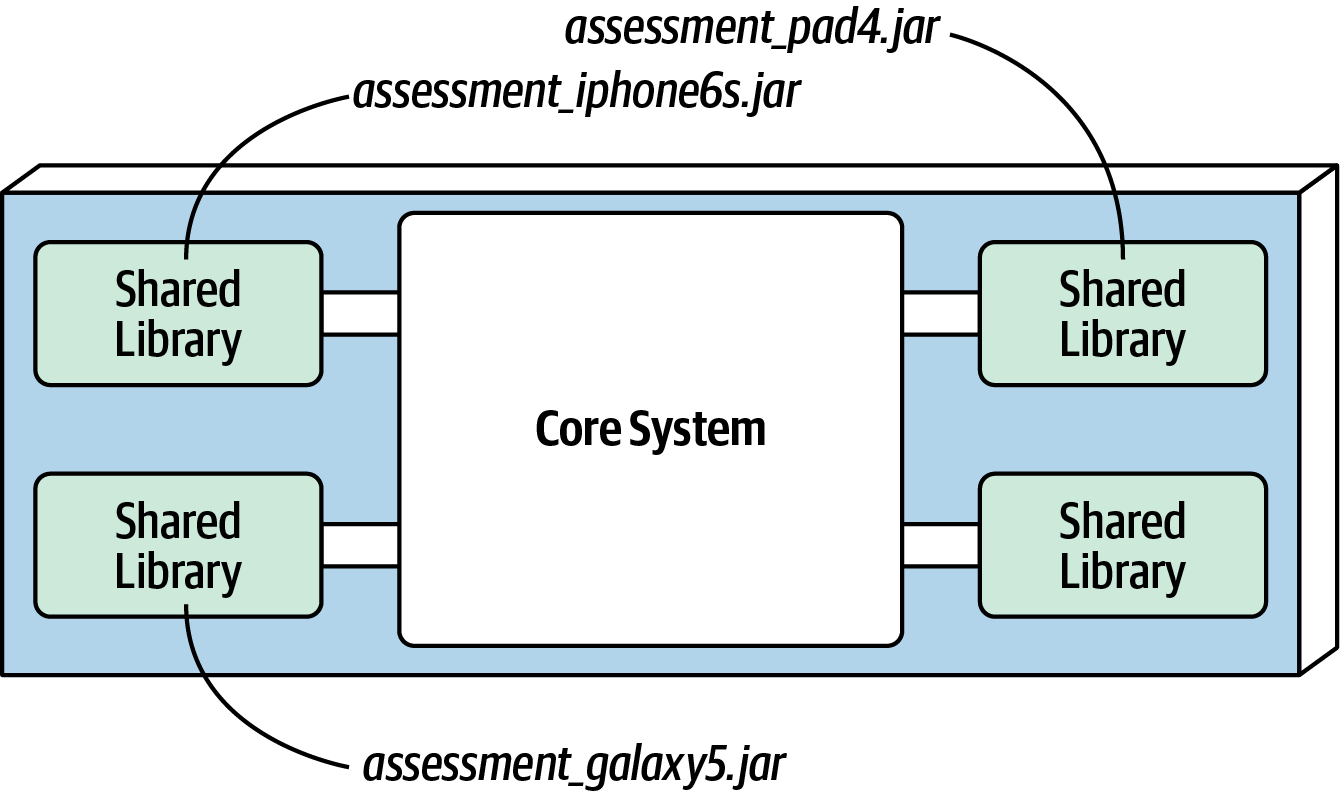 assessment_pad4.jar
assessment_iphone6s.jar
Shared
Library
Shared
Library
Core System
Shared
Library
Shared
Library
assessment_galaxy5.jar